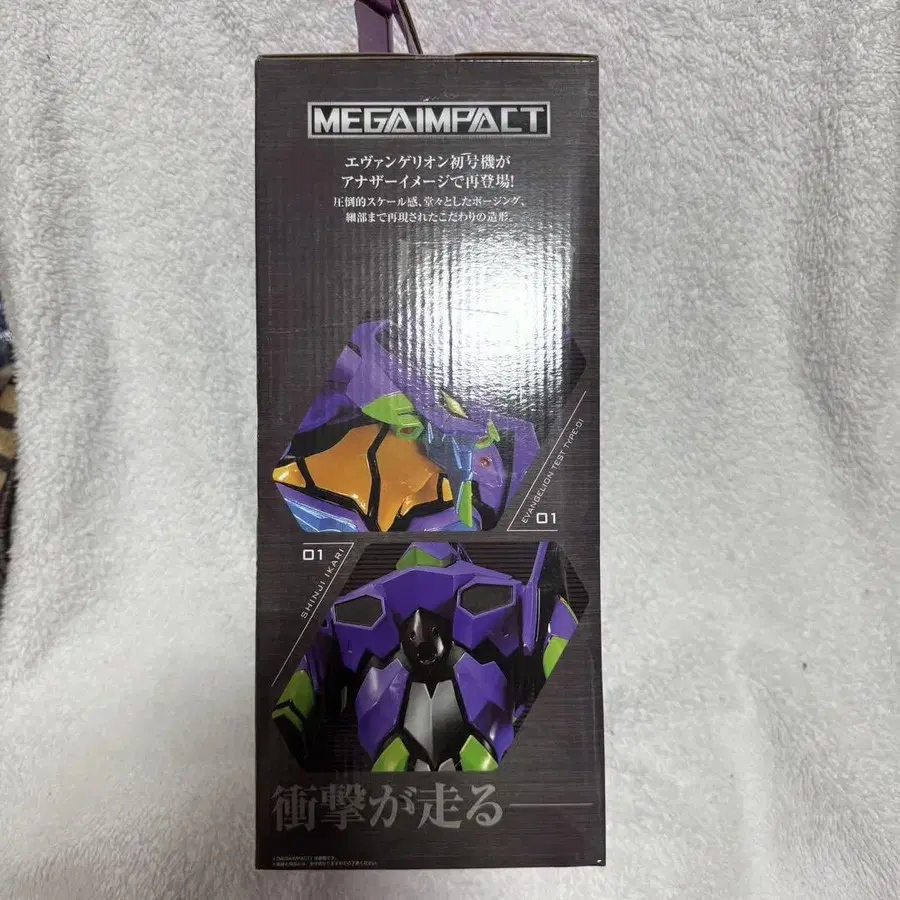 MEGAIMPACT
エヴァンゲリオン初号機が
アナザーイメージで再登場!
圧倒的スケール感、堂々としたポージング、
細部まで再現されたこだわりの造形。
EVANGELION TEST TYPE-01
01
01
SHINJI IKARI
衝撃が走る——